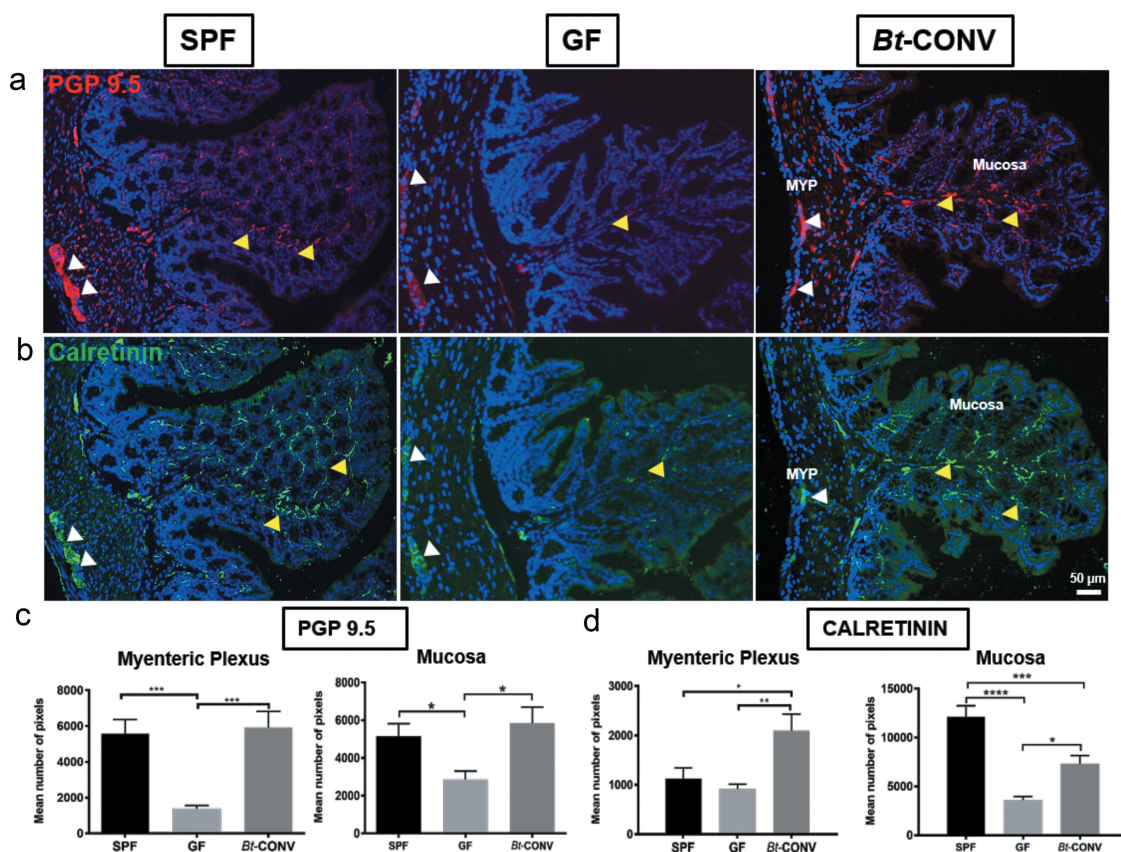 SPF
GF
Bt-CONV
a
PGP 9.5
MYP
Mucosa
b
Calretinin
MYP
Mucosa
50 µm
c
PGP 9.5
d
CALRETININ
Myenteric Plexus
Mean number of pixels
8000
6000
4000
2000
0
***
***
SPF
GF
Bt-CONV
Mucosa
Mean number of pixels
8000
6000
4000
2000
0
*
*
SPF
GF
Bt-CONV
Myenteric Plexus
Mean number of pixels
3000
2000
1000
0
*
**
SPF
GF
Bt-CONV
Mucosa
Mean number of pixels
15000
10000
5000
0
***
****
*
SPF
GF
Bt-CONV